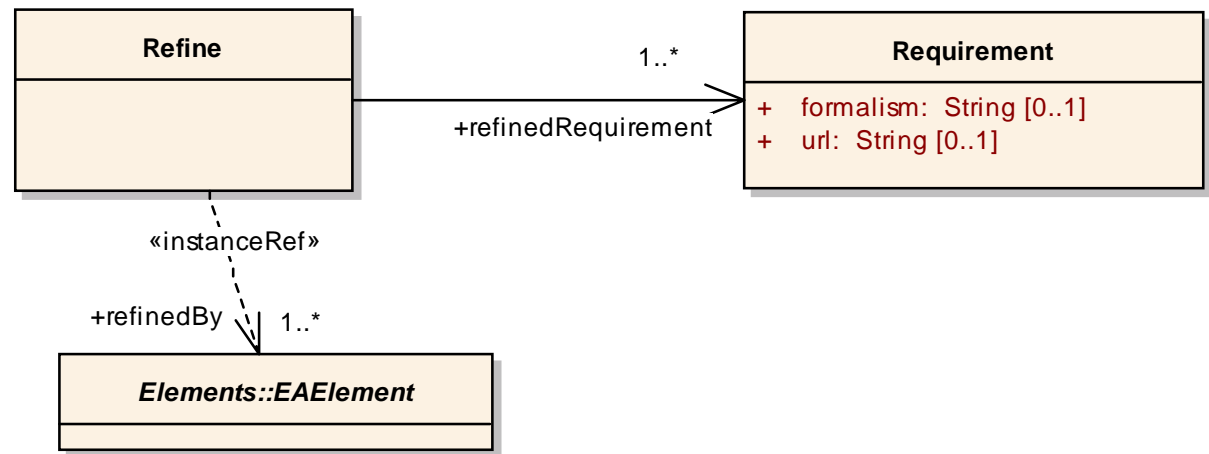 Refine
Requirement
+ formalism: String [0..1]
+ url: String [0..1]
1..*
+refinedRequirement
«instanceRef»
+refinedBy
1..*
Elements::EAElement